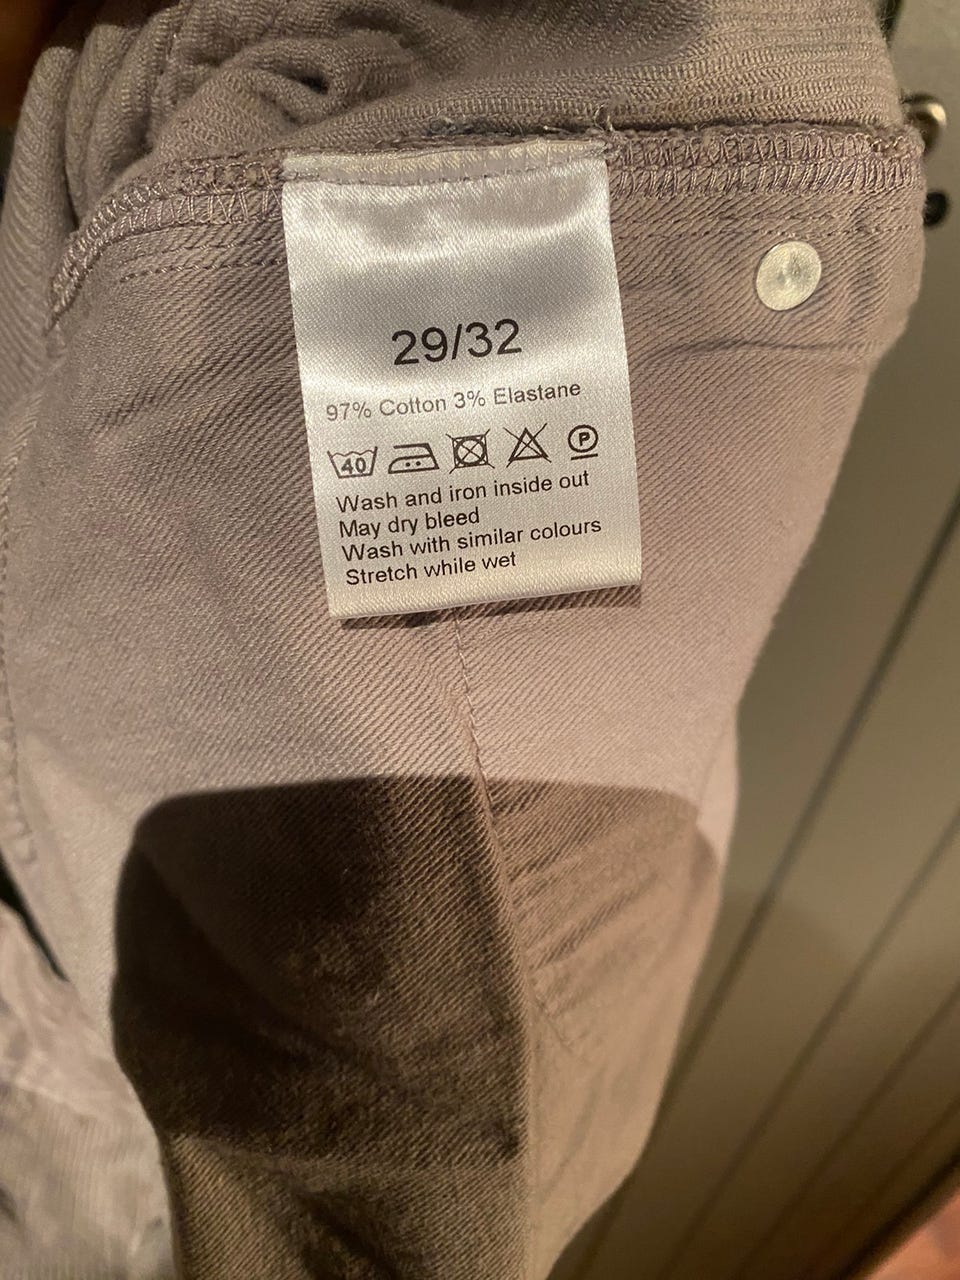 29/32
97% Cotton 3% Elastane
40 P
Wash and iron inside out
May dry bleed
Wash with similar colours
Stretch while wet